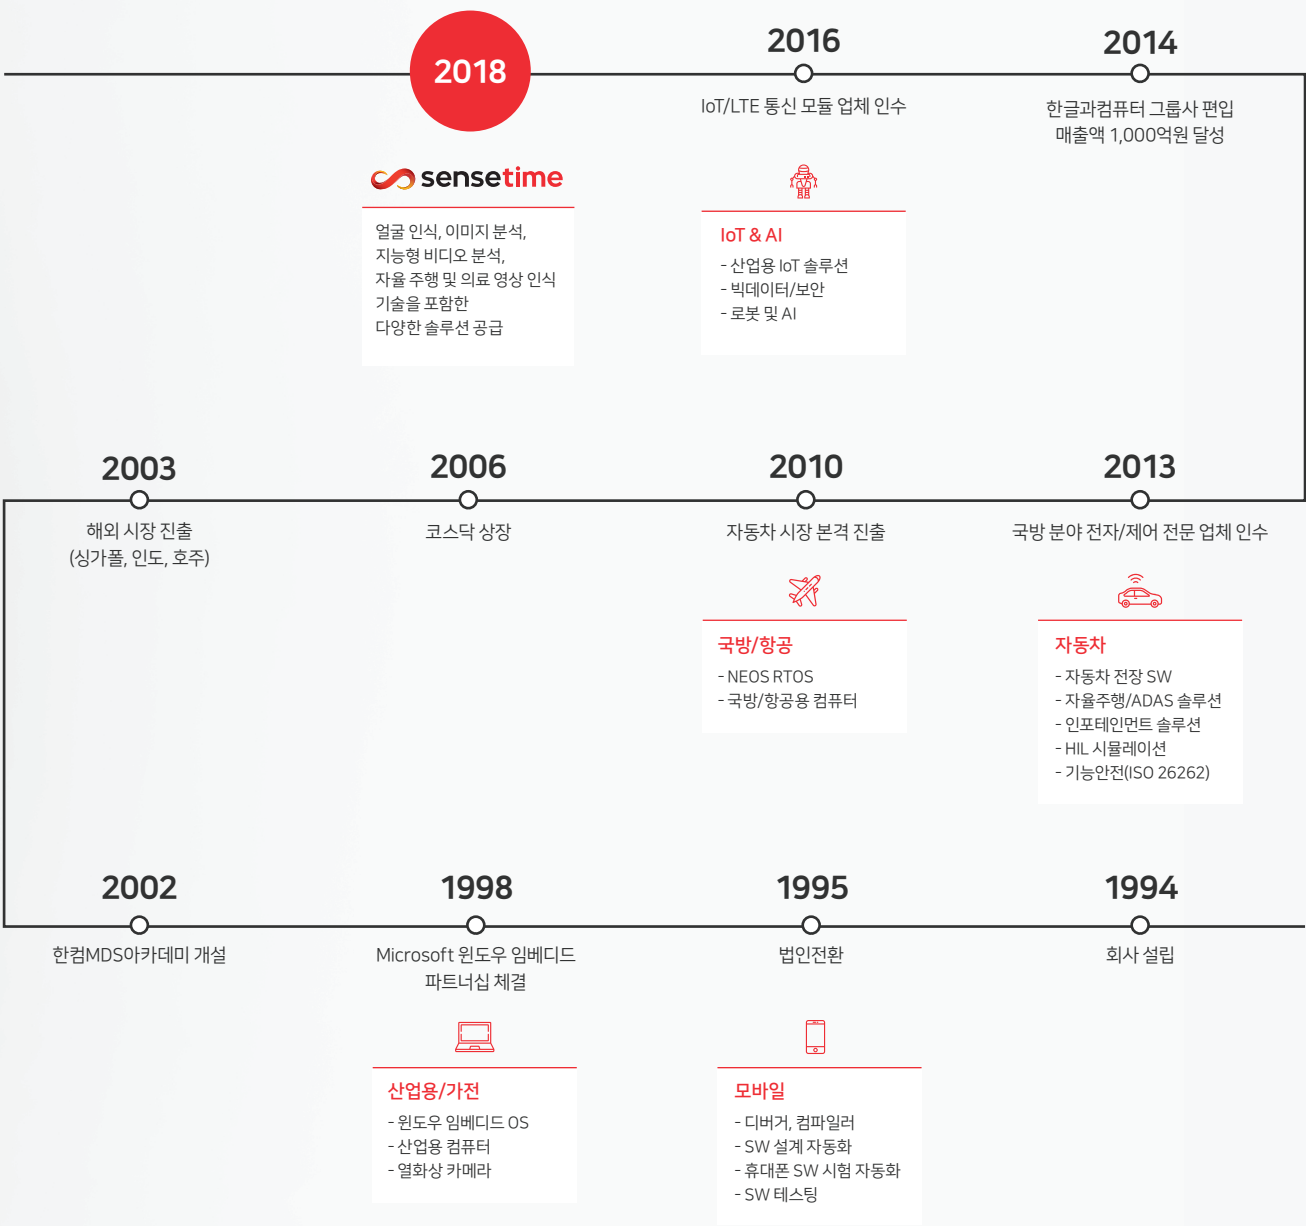 2018
sensetime
얼굴 인식, 이미지 분석,
지능형 비디오 분석,
자율 주행 및 의료 영상 인식
기술을 포함한
다양한 솔루션 공급
2016
IoT/LTE 통신 모듈 업체 인수
IoT & AI
- 산업용 IoT 솔루션
- 빅데이터/보안
- 로봇 및 AI
2014
한글과컴퓨터 그룹사 편입
매출액 1,000억원 달성
2003
해외 시장 진출
(싱가폴, 인도, 호주)
2006
코스닥 상장
2010
자동차 시장 본격 진출
국방/항공
- NEOS RTOS
- 국방/항공용 컴퓨터
2013
국방 분야 전자/제어 전문 업체 인수
자동차
- 자동차 전장 SW
- 자율주행/ADAS 솔루션
- 인포테인먼트 솔루션
- HIL 시뮬레이션
- 기능안전(ISO 26262)
2002
한컴MDS아카데미 개설
1998
Microsoft 윈도우 임베디드
파트너십 체결
산업용/가전
- 윈도우 임베디드 OS
- 산업용 컴퓨터
- 열화상 카메라
1995
법인전환
모바일
- 디버거, 컴파일러
- SW 설계 자동화
- 휴대폰 SW 시험 자동화
- SW 테스팅
1994
회사 설립